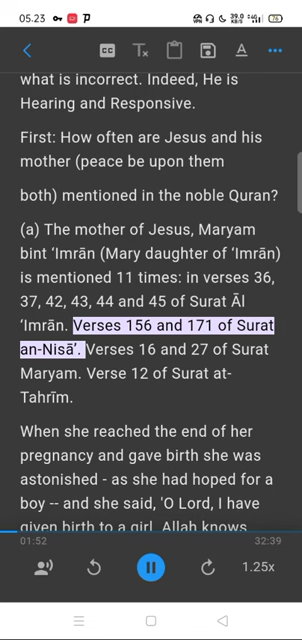 05.23
39.0
81
CC
what is incorrect. Indeed, He is
Hearing and Responsive.
First: How often are Jesus and his
mother (peace be upon them
both) mentioned in the noble Quran?
(a) The mother of Jesus, Maryam
bint ‘Imrān (Mary daughter of ‘Imrān)
is mentioned 11 times: in verses 36,
37, 42, 43, 44 and 45 of Surat Āl
‘Imrān. Verses 156 and 171 of Surat
an-Nisā’. Verses 16 and 27 of Surat
Maryam. Verse 12 of Surat at-
Tahrīm.
When she reached the end of her
pregnancy and gave birth she was
astonished - as she had hoped for a
boy -- and she said, 'O Lord, I have
given birth to a girl. Allah knows
01:52 32:39
1.25x